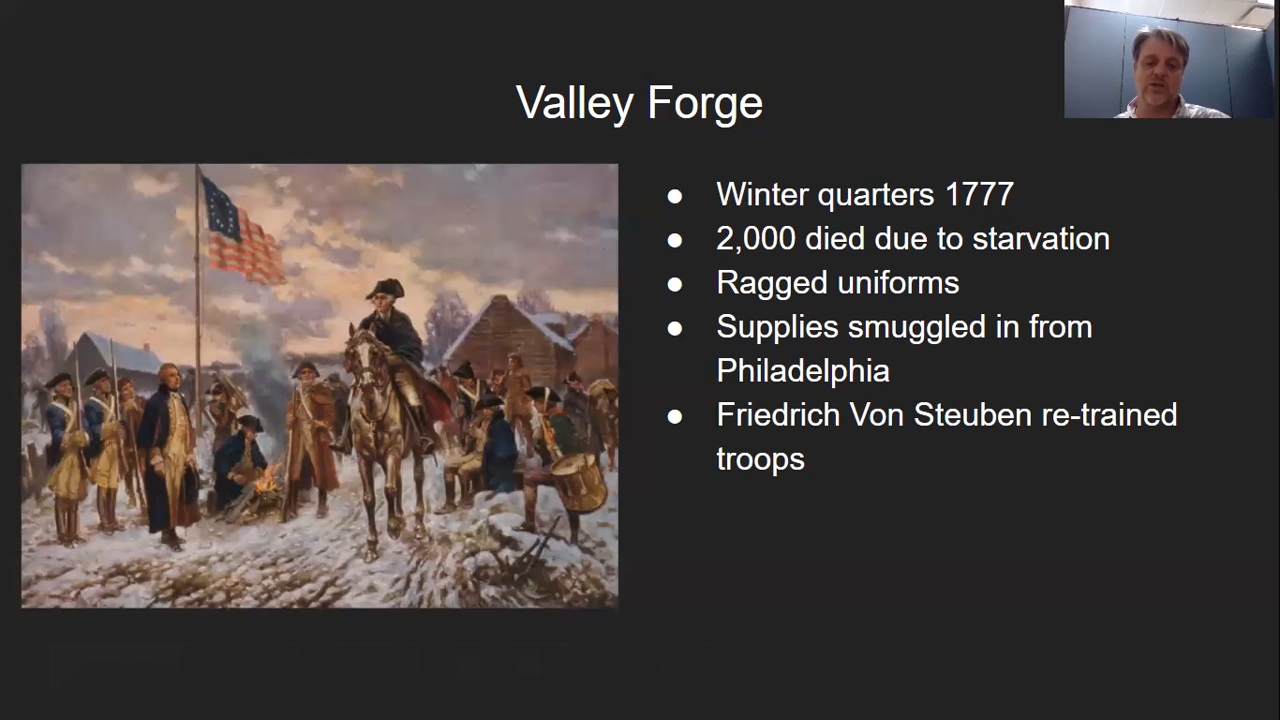 Valley Forge
● Winter quarters 1777
● 2,000 died due to starvation
● Ragged uniforms
● Supplies smuggled in from
Philadelphia
● Friedrich Von Steuben re-trained
troops